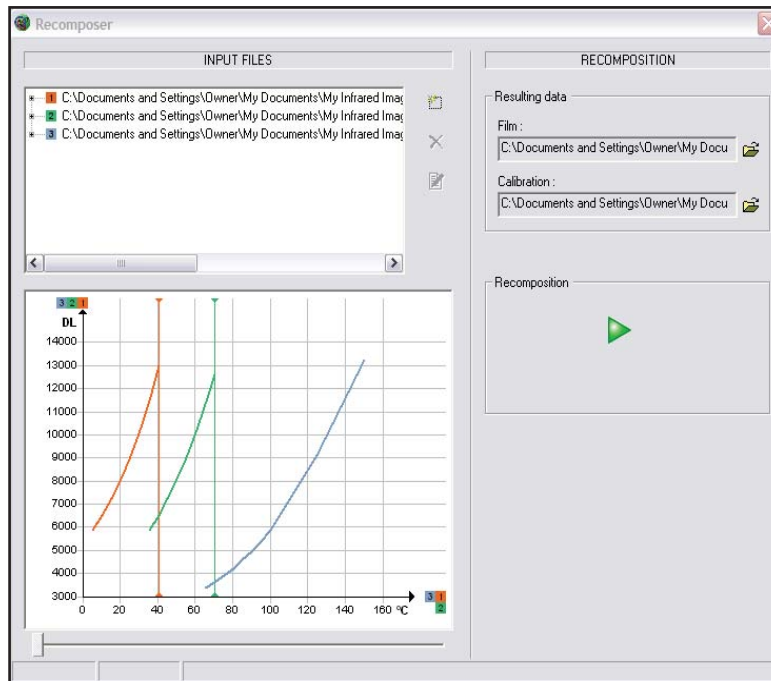 Recomposer
INPUT FILES
1 C:\Documents and Settings\Owner\My Documents\My Infrared Imag
2 C:\Documents and Settings\Owner\My Documents\My Infrared Imag
3 C:\Documents and Settings\Owner\My Documents\My Infrared Imag
3 2 1
DL
14000
13000
12000
11000
10000
9000
8000
7000
6000
5000
4000
3000
0 20 40 60 80 100 120 140 160 °C
3 1
2
RECOMPOSITION
Resulting data
Film :
C:\Documents and Settings\Owner\My Docu
Calibration :
C:\Documents and Settings\Owner\My Docu
Recomposition